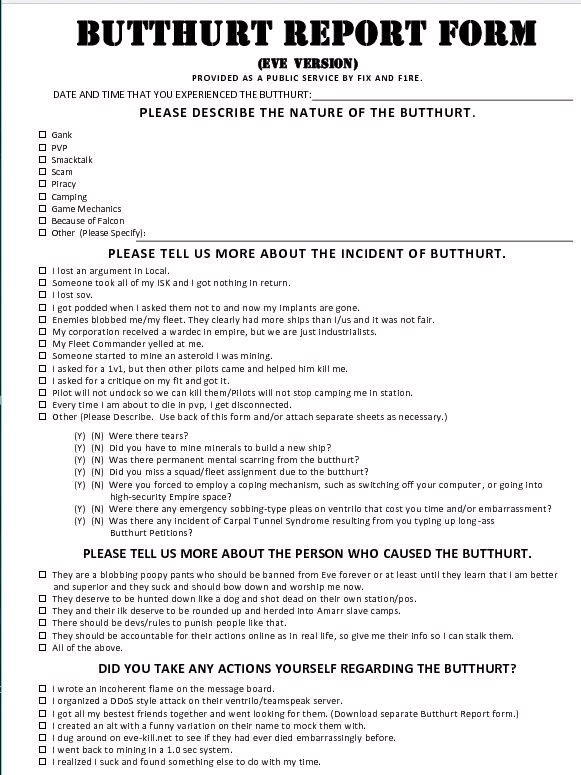 BUTTHURT REPORT FORM
(EVE VERSION)
PROVIDED AS A PUBLIC SERVICE BY FIX AND F1RE.
DATE AND TIME THAT YOU EXPERIENCED THE BUTTHURT:
PLEASE DESCRIBE THE NATURE OF THE BUTTHURT.
Gank
PVP
Smacktalk
Scam
Piracy
Camping
Game Mechanics
Because of Falcon
Other (Please Specify):
PLEASE TELL US MORE ABOUT THE INCIDENT OF BUTTHURT.
I lost an argument in Local.
Someone took all of my ISK and I got nothing in return.
I lost sov.
I got podded when I asked them not to and now my implants are gone.
Enemies blobbed me/my fleet. They clearly had more ships than I/us and it was not fair.
My corporation received a wardec in empire, but we are just industrialists.
My Fleet Commander yelled at me.
Someone started to mine an asteroid I was mining.
I asked for a 1v1, but then other pilots came and helped him kill me.
I asked for a critique on my fit and got it.
Pilot will not undock so we can kill them/Pilots will not stop camping me in station.
Every time I am about to die in pvp, I get disconnected.
Other (Please Describe. Use back of this form and/or attach separate sheets as necessary.)
(Y) (N) Were there tears?
(Y) (N) Did you have to mine minerals to build a new ship?
(Y) (N) Was there permanent mental scarring from the butthurt?
(Y) (N) Did you miss a squad/fleet assignment due to the butthurt?
(Y) (N) Were you forced to employ a coping mechanism, such as switching off your computer, or going into
high-security Empire space?
(Y) (N) Were there any emergency sobbing-type pleas on ventrilo that cost you time and/or embarrassment?
(Y) (N) Was there any incident of Carpal Tunnel Syndrome resulting from you typing up long-ass
Butthurt Petitions?
PLEASE TELL US MORE ABOUT THE PERSON WHO CAUSED THE BUTTHURT.
They are a blobbing poopy pants who should be banned from Eve forever or at least until they learn that I am better
and superior and they suck and should bow down and worship me now.
They deserve to be hunted down like a dog and shot dead on their own station/pos.
They and their ilk deserve to be rounded up and herded into Amarr slave camps.
There should be devs/rules to punish people like that.
They should be accountable for their actions online as in real life, so give me their info so I can stalk them.
All of the above.
DID YOU TAKE ANY ACTIONS YOURSELF REGARDING THE BUTTHURT?
I wrote an incoherent flame on the message board.
I organized a DDoS style attack on their ventrilo/teamspeak server.
I got all my bestest friends together and went looking for them. (Download separate Butthurt Report form.)
I created an alt with a funny variation on their name to mock them with.
I dug around on eve-kill.net to see if they had ever died embarrassingly before.
I went back to mining in a 1.0 sec system.
I realized I suck and found something else to do with my time.